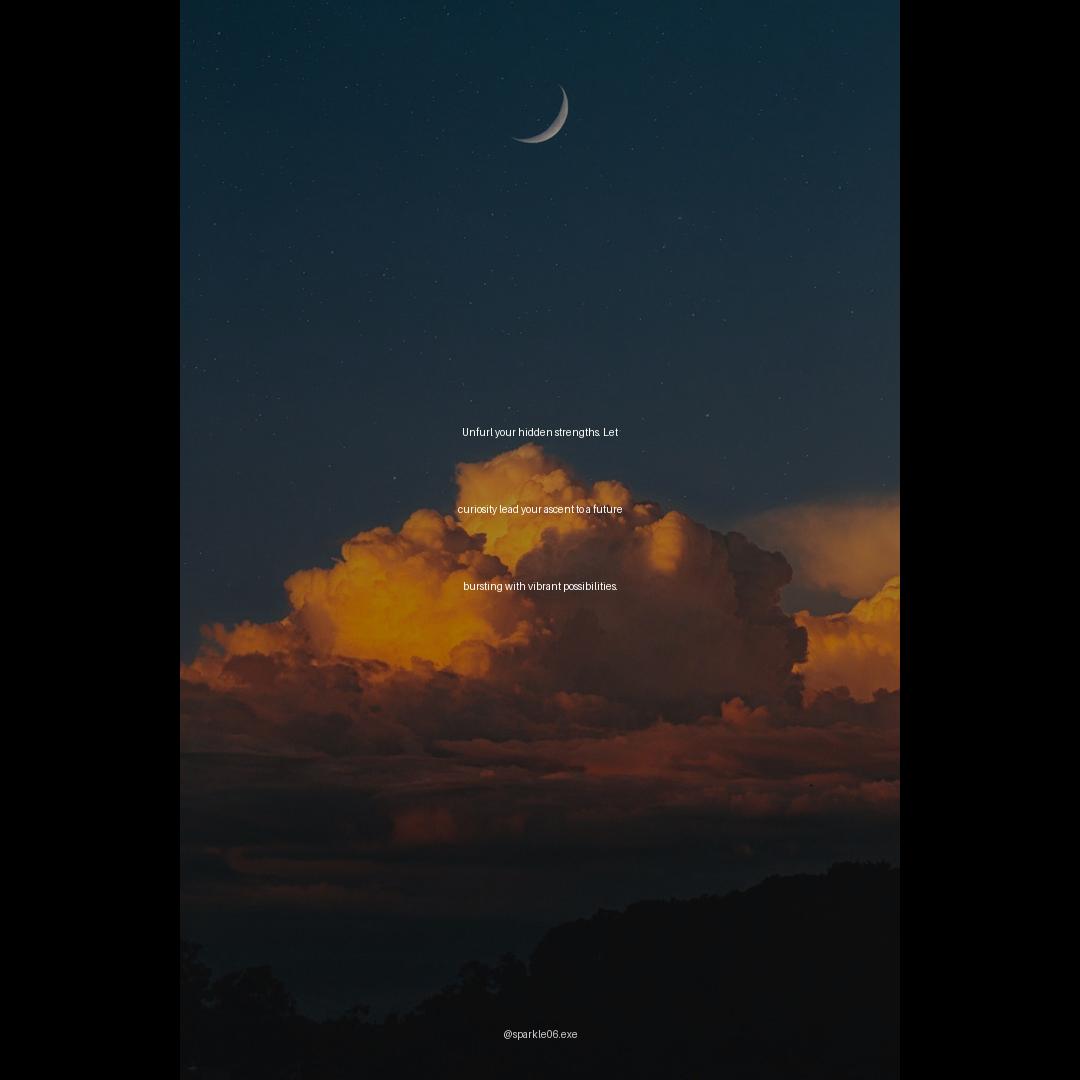 Unfurl your hidden strengths. Let
curiosity lead your ascent to a future
bursting with vibrant possibilities.
@sparkle06.exe